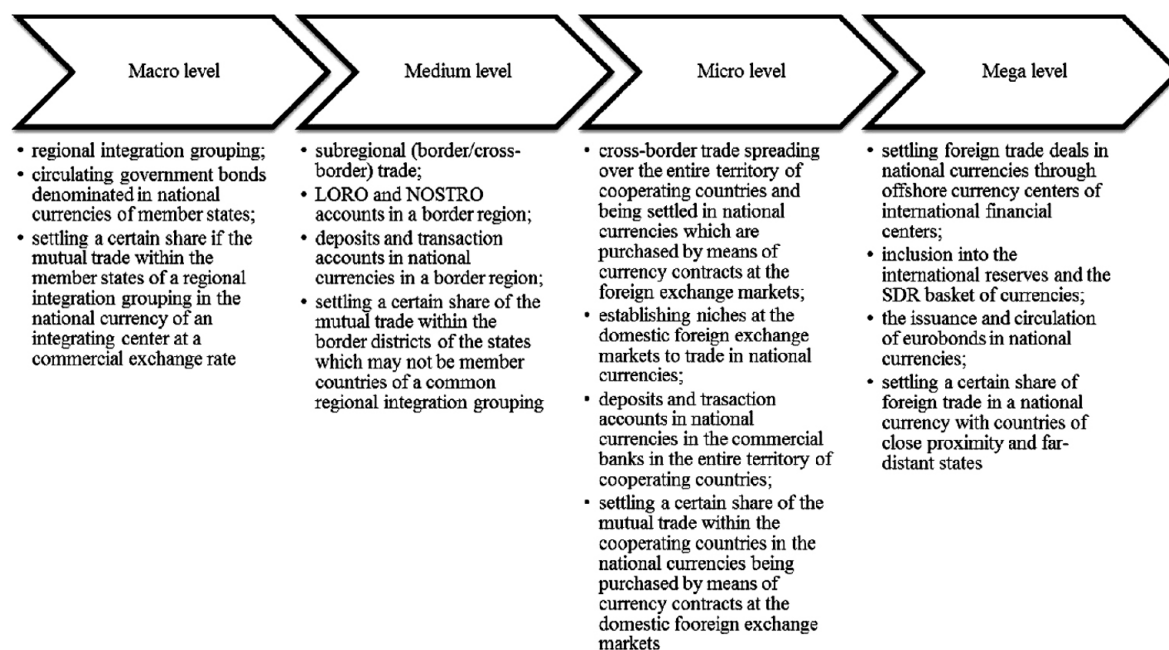 Macro level
Medium level
Micro level
Mega level
• regional integration grouping;
• circulating government bonds
denominated in national
currencies of member states;
• settling a certain share if the
mutual trade within the
member states of a regional
integration grouping in the
national currency of an
integrating center at a
commercial exchange rate
• subregional (border/cross-
border) trade;
• LORO and NOSTRO
accounts in a border region;
• deposits and transaction
accounts in national
currencies in a border region;
• settling a certain share of the
mutual trade within the
border districts of the states
which may not be member
countries of a common
regional integration grouping
• cross-border trade spreading
over the entire territory of
cooperating countries and
being settled in national
currencies which are
purchased by means of
currency contracts at the
foreign exchange markets;
• establishing niches at the
domestic foreign exchange
markets to trade in national
currencies;
• deposits and trasaction
accounts in national
currencies in the commercial
banks in the entire territory of
cooperating countries;
• settling a certain share of the
mutual trade within the
cooperating countries in the
national currencies being
purchased by means of
currency contracts at the
domestic fooreign exchange
markets
• settling foreign trade deals in
national currencies through
offshore currency centers of
international financial
centers;
• inclusion into the
international reserves and the
SDR basket of currencies;
• the issuance and circulation
of eurobonds in national
currencies;
• settling a certain share of
foreign trade in a national
currency with countries of
close proximity and far-
distant states